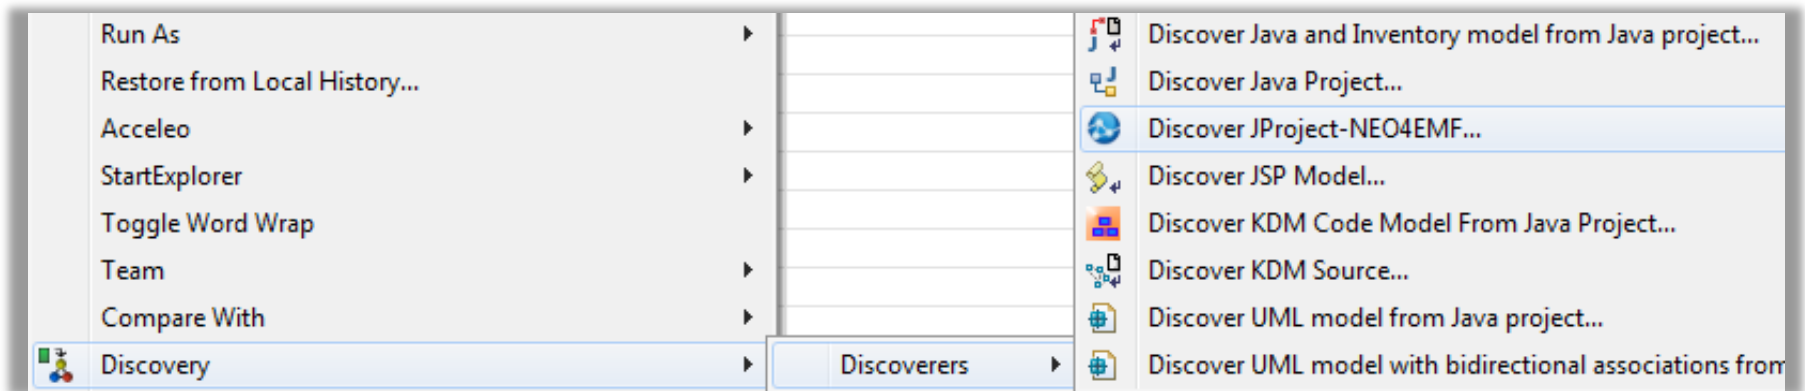 Run As
Restore from Local History...
Acceleo
StartExplorer
Toggle Word Wrap
Team
Compare With
Discovery
Discoverers
Discover Java and Inventory model from Java project...
Discover Java Project...
Discover JProject-NEO4EMF...
Discover JSP Model...
Discover KDM Code Model From Java Project...
Discover KDM Source...
Discover UML model from Java project...
Discover UML model with bidirectional associations from